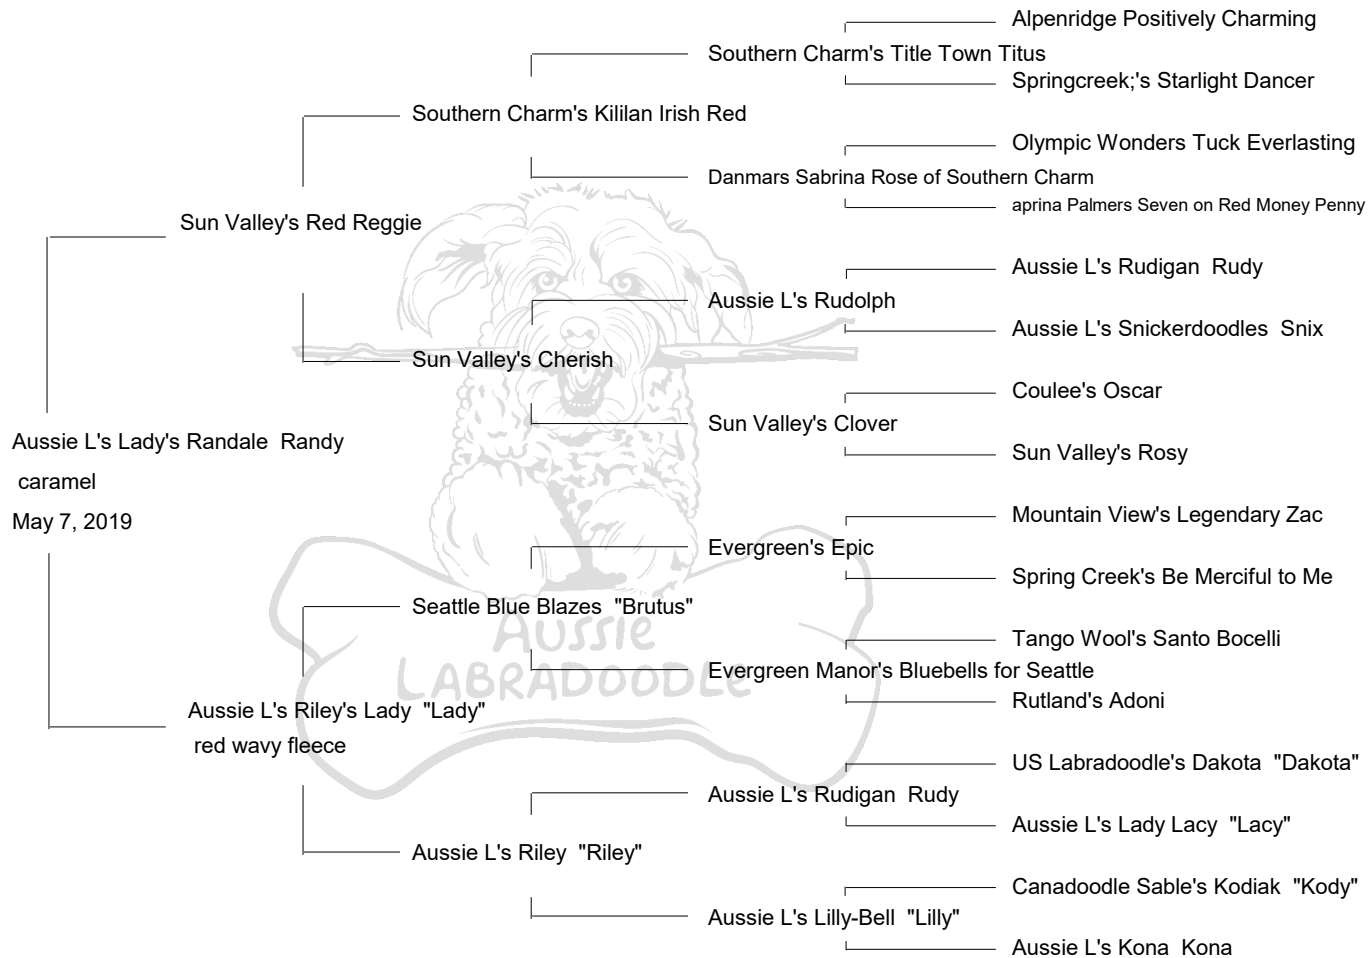 Alpenridge Positively Charming
Southern Charm's Title Town Titus
Springcreek;'s Starlight Dancer
Southern Charm's Kililan Irish Red
Olympic Wonders Tuck Everlasting
Danmars Sabrina Rose of Southern Charm
aprina Palmers Seven on Red Money Penny
Sun Valley's Red Reggie
Aussie L's Rudigan  Rudy
Aussie L's Rudolph
Aussie L's Snickerdoodles  Snix
Sun Valley's Cherish
Coulee's Oscar
Sun Valley's Clover
Sun Valley's Rosy
Aussie L's Lady's Randale  Randy
caramel
May 7, 2019
Mountain View's Legendary Zac
Evergreen's Epic
Spring Creek's Be Merciful to Me
Seattle Blue Blazes  "Brutus"
AUSSIE
LABRADOODLE
Tango Wool's Santo Bocelli
Evergreen Manor's Bluebells for Seattle
Rutland's Adoni
Aussie L's Riley's Lady  "Lady"
red wavy fleece
US Labradoodle's Dakota  "Dakota"
Aussie L's Rudigan  Rudy
Aussie L's Lady Lacy  "Lacy"
Aussie L's Riley  "Riley"
Canadoodle Sable's Kodiak  "Kody"
Aussie L's Lilly-Bell  "Lilly"
Aussie L's Kona  Kona